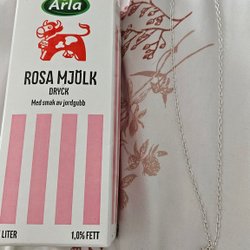 Arla
ROSA MJÖLK
DRYCK
Med smak av jordgubb
LITER 1,0% FETT